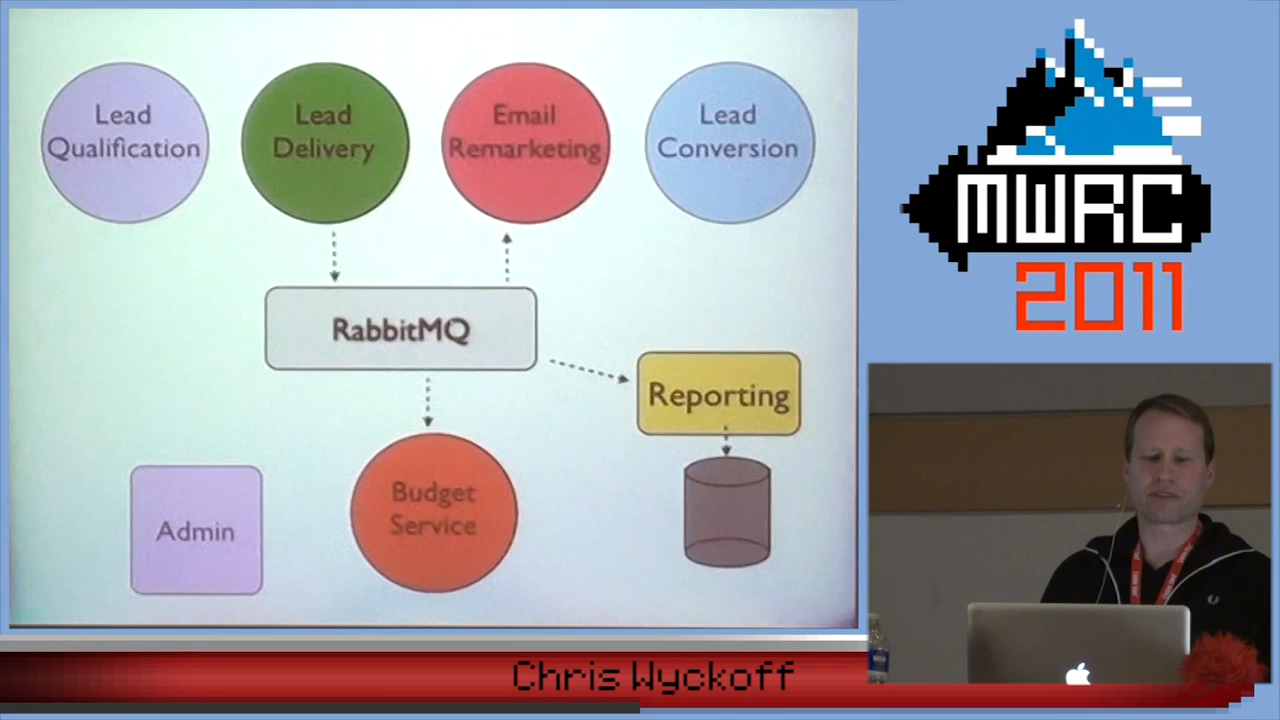 Lead
Qualification
Lead
Delivery
Email
Remarketing
Lead
Conversion
RabbitMQ
Reporting
Budget
Service
Admin
MWRC
2011
Chris Wyckoff